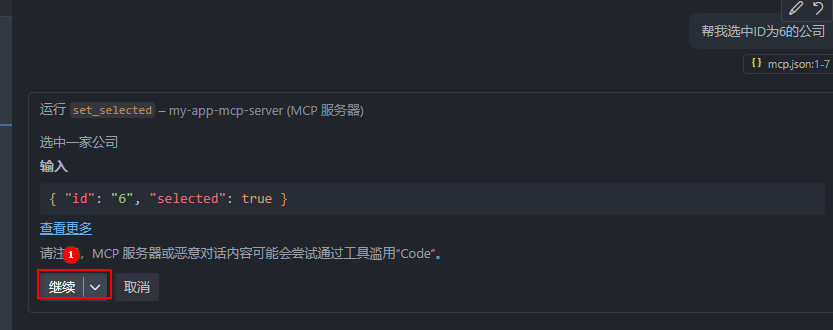 帮我选中ID为6的公司
{} mcp.json:1-7
运行 set_selected – my-app-mcp-server (MCP 服务器)
选中一家公司
输入
{ "id": "6", "selected": true }
查看更多
请注 1 ，MCP 服务器或恶意对话内容可能会尝试通过工具滥用“Code”。
继续 取消